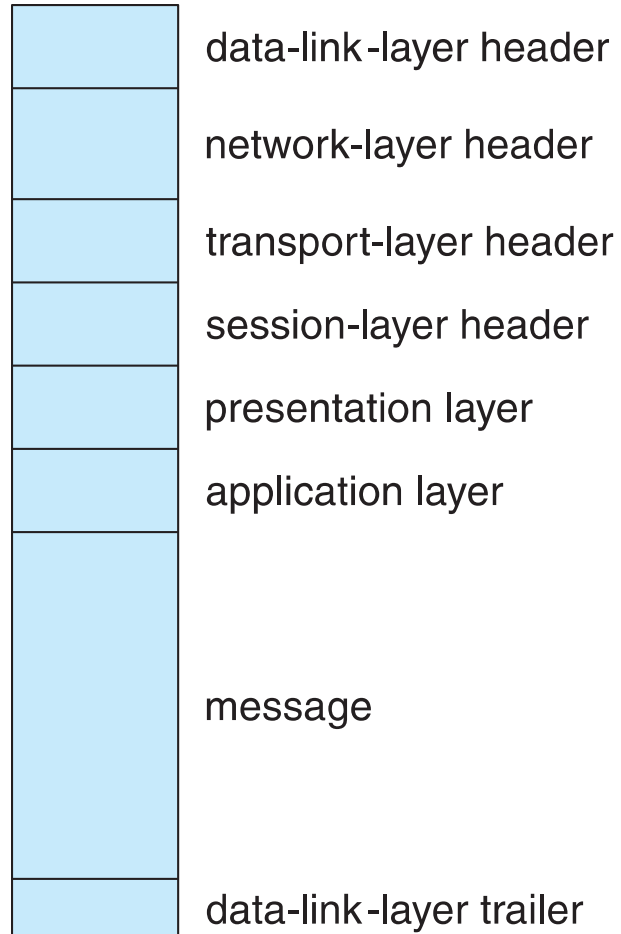 data-link-layer header
network-layer header
transport-layer header
session-layer header
presentation layer
application layer
message
data-link-layer trailer